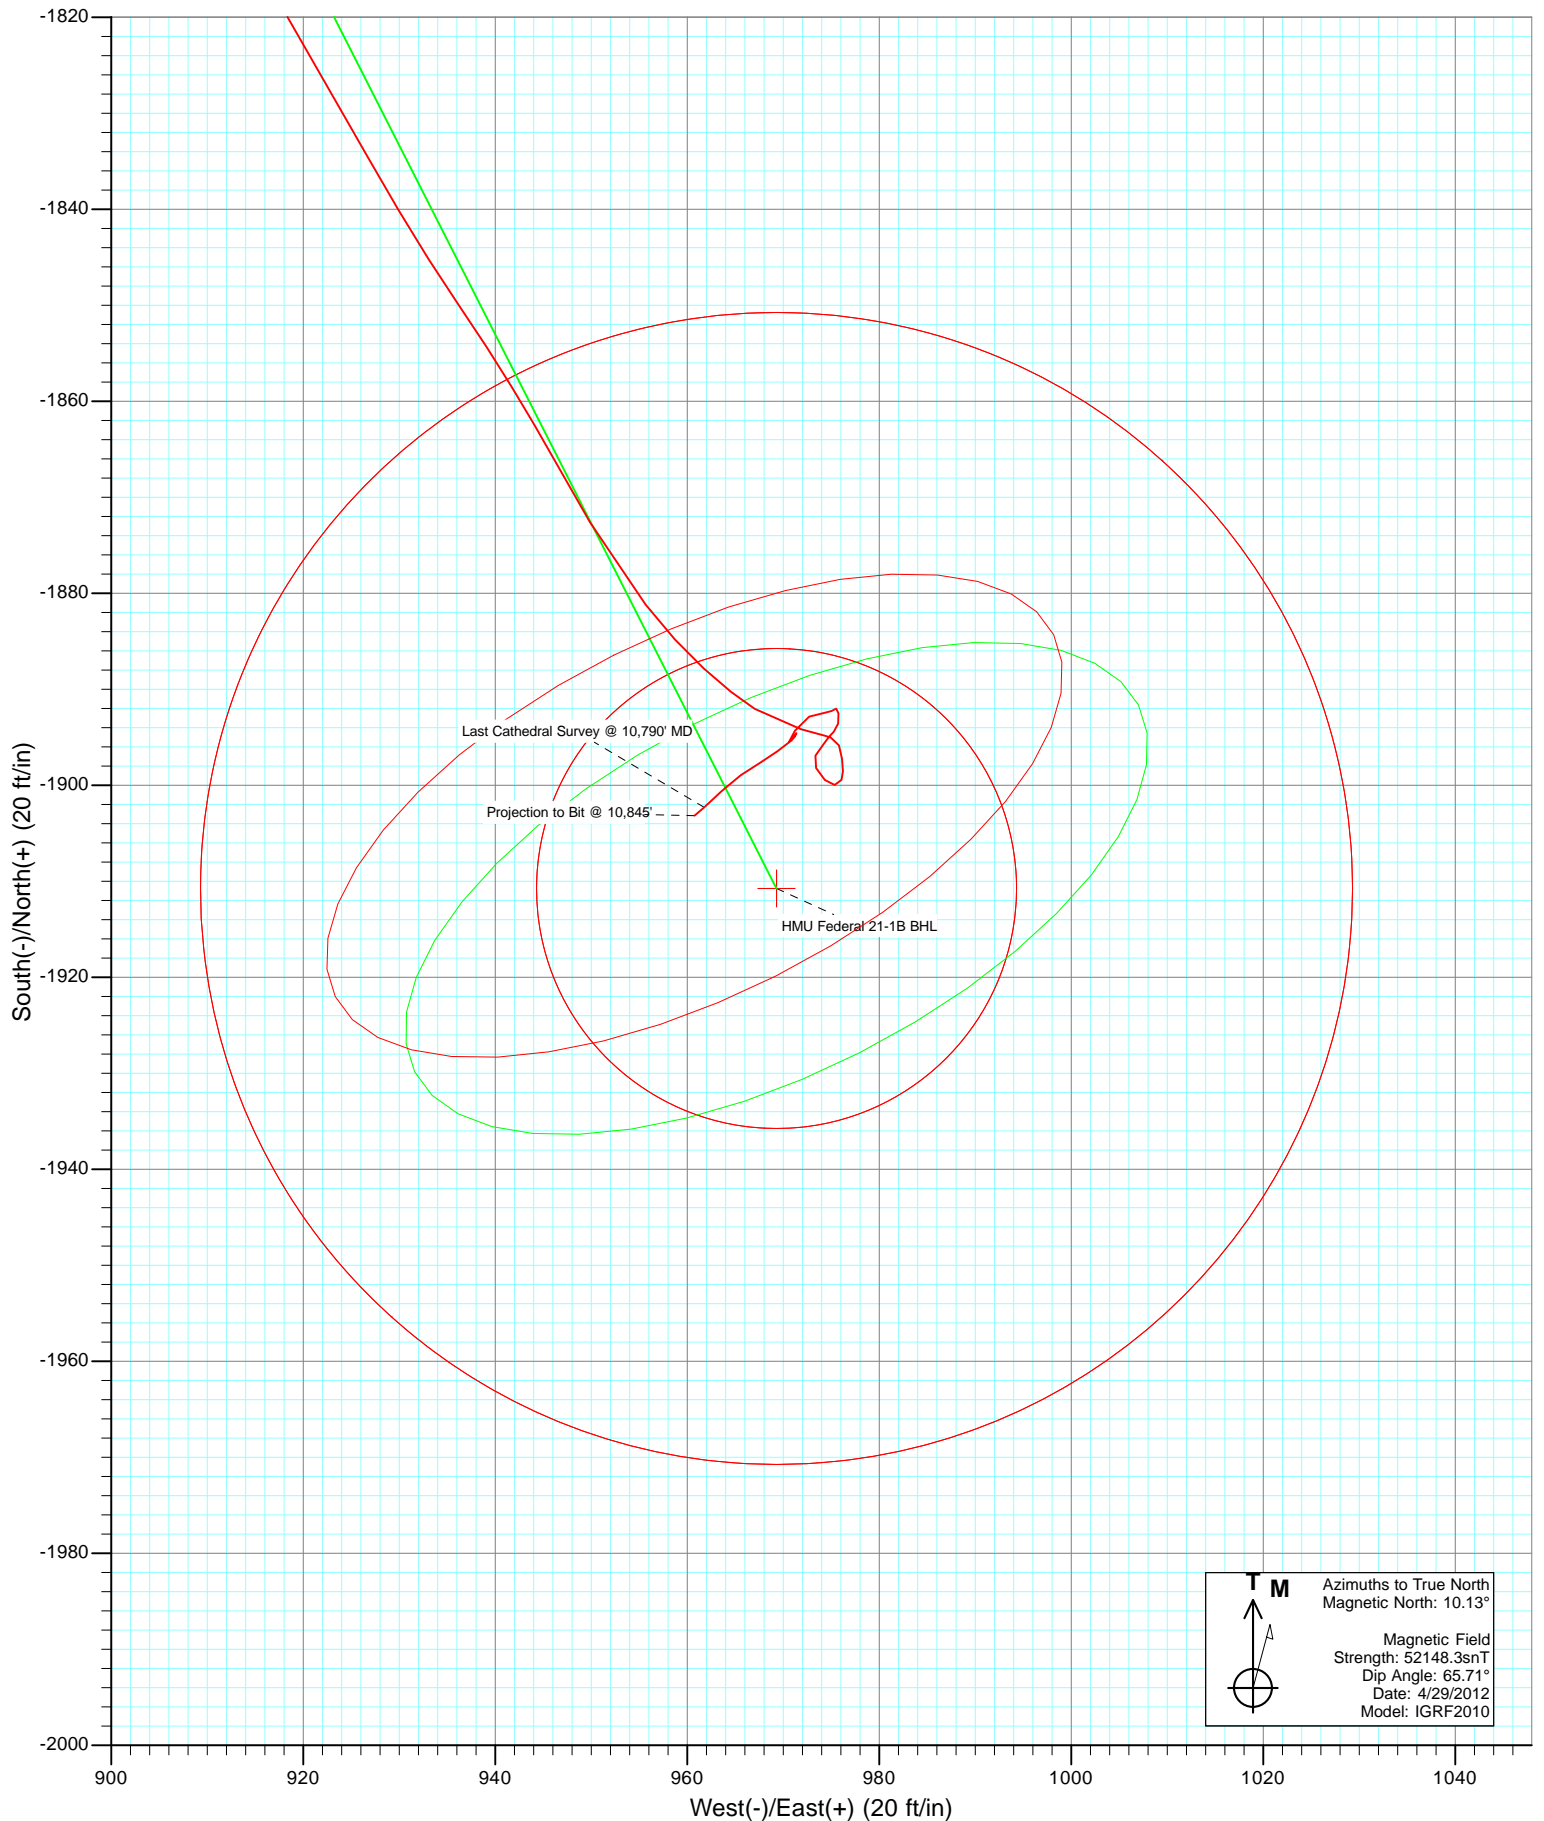 -1820
-1840
-1860
-1880
-1900
-1920
-1940
-1960
-1980
-2000
South(-)/North(+) (20 ft/in)
Last Cathedral Survey @ 10,790' MD
Projection to Bit @ 10,845'
HMU Federal 21-1B BHL
T M
Azimuths to True North
Magnetic North: 10.13°
Magnetic Field
Strength: 52148.3snT
Dip Angle: 65.71°
Date: 4/29/2012
Model: IGRF2010
900 920 940 960 980 1000 1020 1040
West(-)/East(+) (20 ft/in)